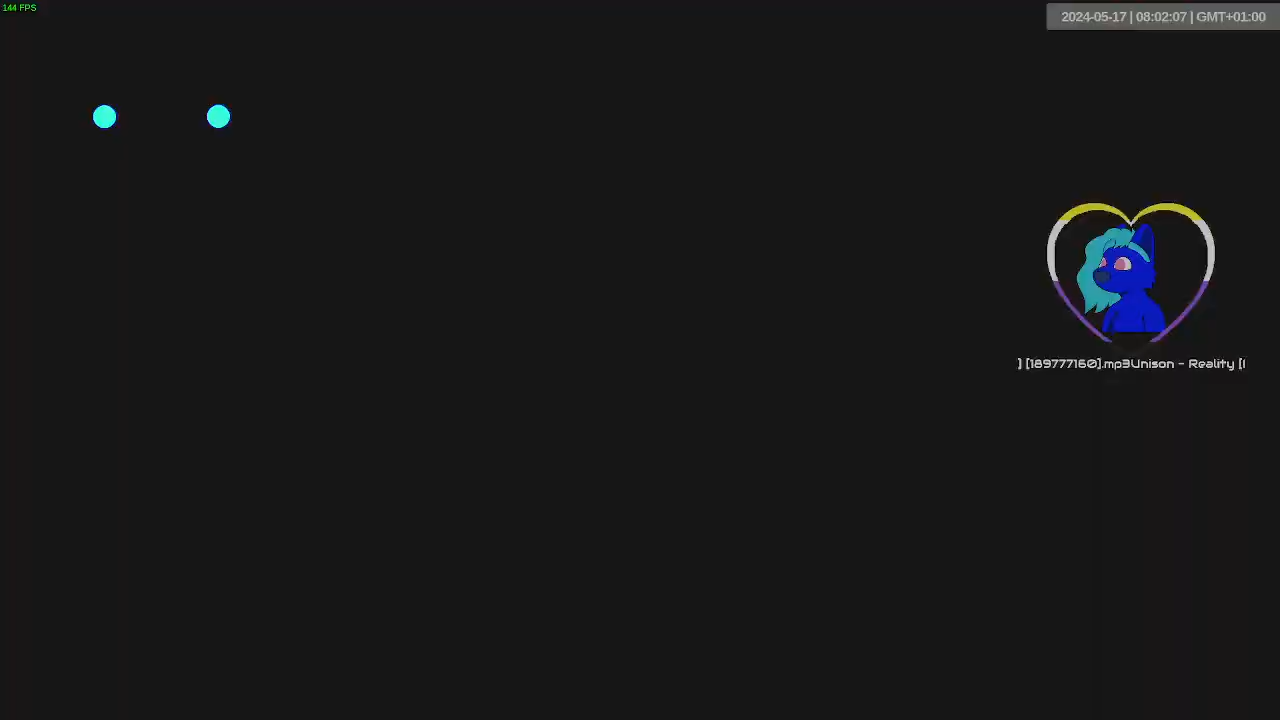 144 FPS
2024-05-17 | 08:02:07 | GMT+01:00
] [189777160].mp3Unison - Reality [